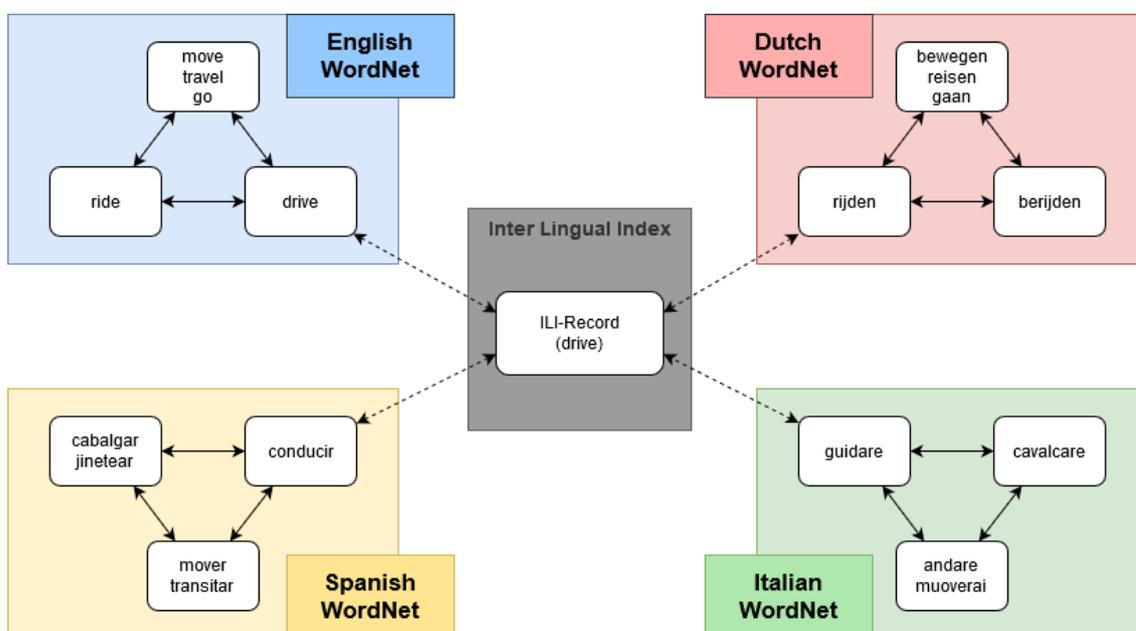 English
WordNet
move
travel
go
ride
drive
Dutch
WordNet
bewegen
reisen
gaan
rijden
berijden
Inter Lingual Index
ILI-Record
(drive)
cabalgar
jinetear
conducir
mover
transitar
Spanish
WordNet
guidare
cavalcare
andare
muoverai
Italian
WordNet